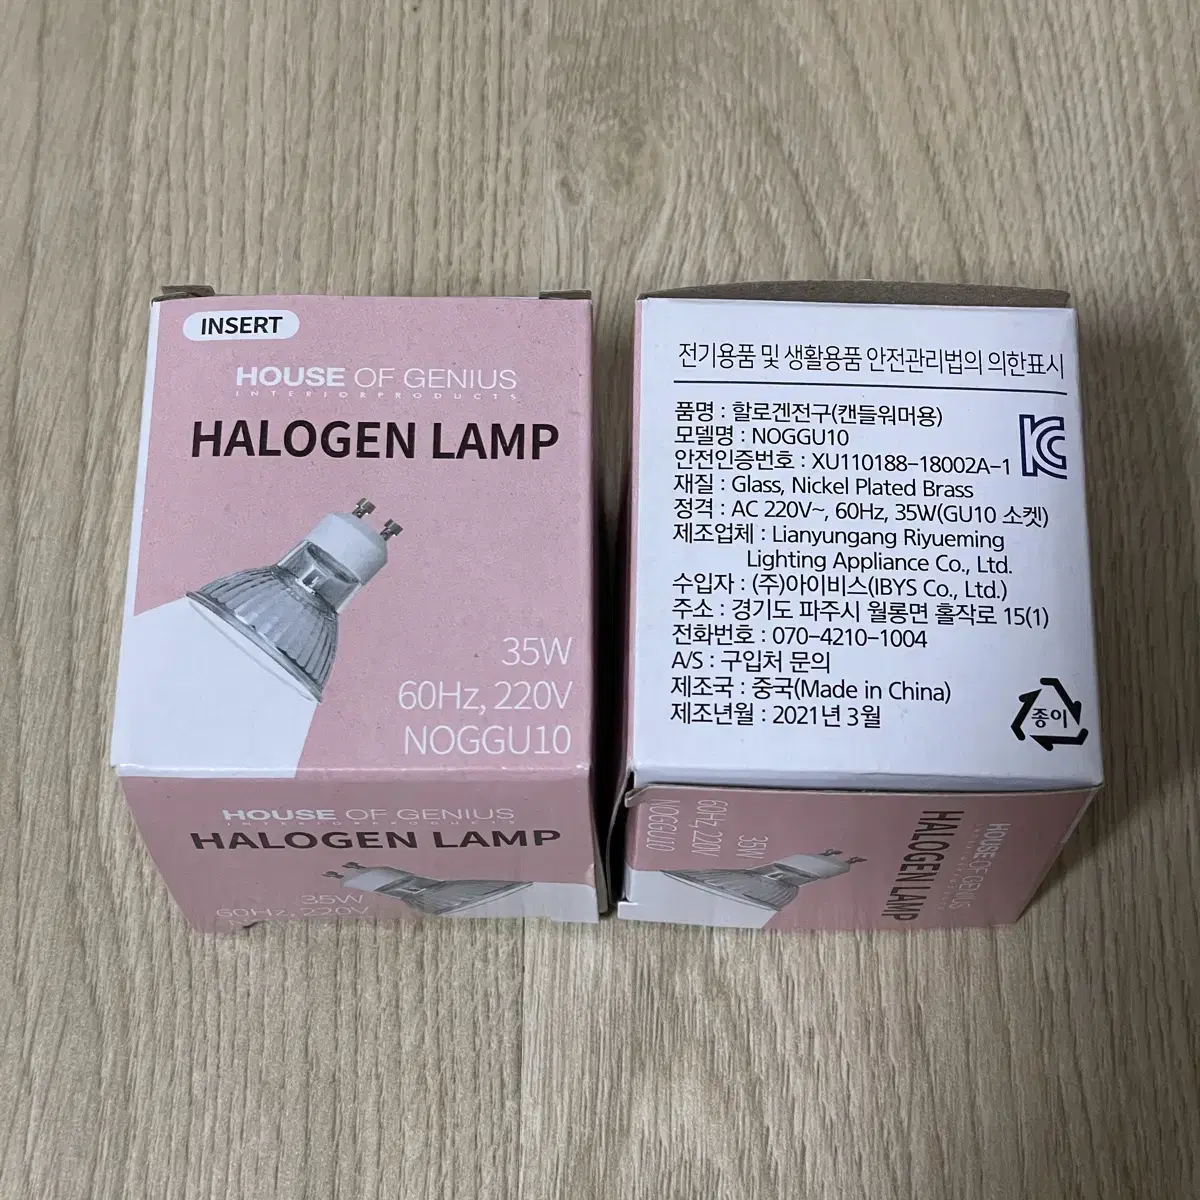 INSERT
HOUSE OF GENIUS
INTERIORPRODUCTS
HALOGEN LAMP
35W
60Hz, 220V
NOGGU10
HOUSE OF GENIUS
INTERIORPRODUCTS
HALOGEN LAMP
35W
60Hz, 220V
전기용품 및 생활용품 안전관리법의 의한표시
품명 : 할로겐전구(캔들워머용)
모델명 : NOGGU10
안전인증번호 : XU110188-18002A-1
재질 : Glass, Nickel Plated Brass
정격 : AC 220V~, 60Hz, 35W(GU10 소켓)
제조업체 : Lianyungang Riyueming
Lighting Appliance Co., Ltd.
수입자 : (주)아이비스(IBYS Co., Ltd.)
주소 : 경기도 파주시 월롱면 홀작로 15(1)
전화번호 : 070-4210-1004
A/S : 구입처 문의
제조국 : 중국(Made in China)
제조년월 : 2021년 3월
KC
종이
HOUSE OF GENIUS
HALOGEN LAMP
35W
60Hz, 220V
NOGGU10